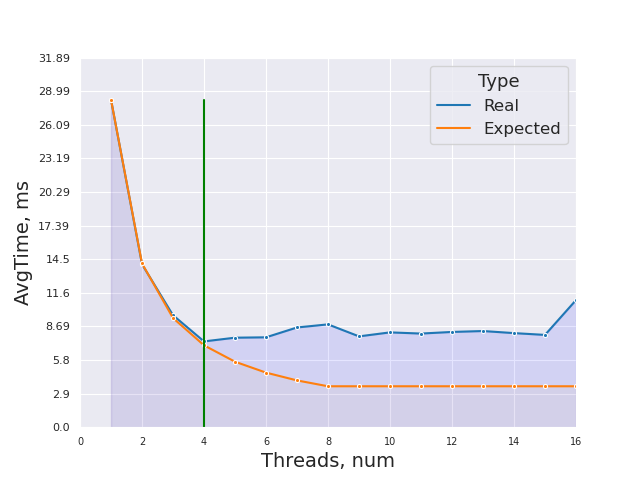 31.89
28.99
26.09
23.19
20.29
17.39
14.5
11.6
8.69
5.8
2.9
0.0
AvgTime, ms
Type
Real
Expected
0 2 4 6 8 10 12 14 16
Threads, num